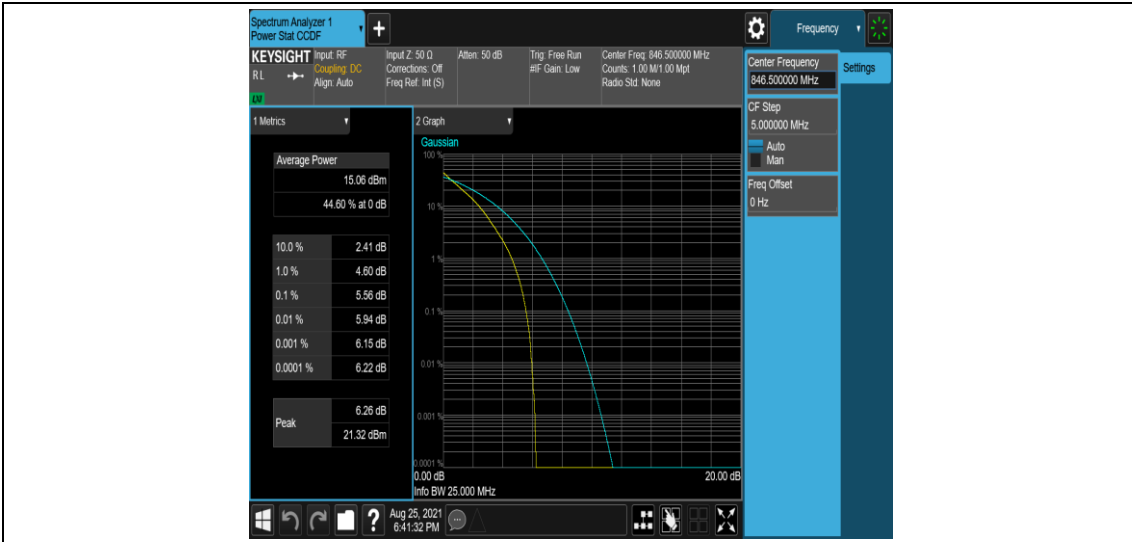 Spectrum Analyzer 1
Power Stat CCDF
+
Frequency
KEYSIGHT
R L
Input: RF
Coupling: DC
Align: Auto
Input Z: 50 Ω
Corrections: Off
Freq Ref: Int (S)
Atten: 50 dB
Trig: Free Run
#IF Gain: Low
Center Freq: 846.500000 MHz
Counts: 1.00 M/1.00 Mpt
Radio Std: None
Center Frequency
846.500000 MHz
Settings
CF Step
5.000000 MHz
Auto
Man
Freq Offset
0 Hz
1 Metrics
Average Power
15.06 dBm
44.60 % at 0 dB
10.0 % 2.41 dB
1.0 % 4.60 dB
0.1 % 5.56 dB
0.01 % 5.94 dB
0.001 % 6.15 dB
0.0001 % 6.22 dB
Peak
6.26 dB
21.32 dBm
2 Graph
Gaussian
100 %
10 %
1 %
0.1 %
0.01 %
0.001 %
0.0001 %
0.00 dB 20.00 dB
Info BW 25.000 MHz
?
Aug 25, 2021
6:41:32 PM